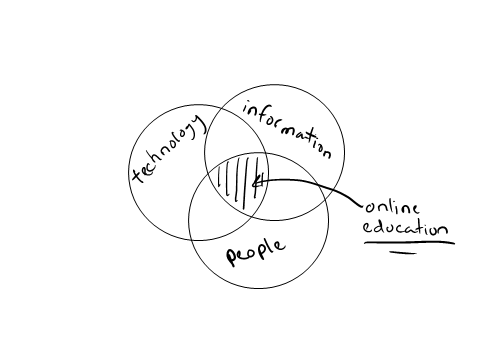 information
technology
online
education
people